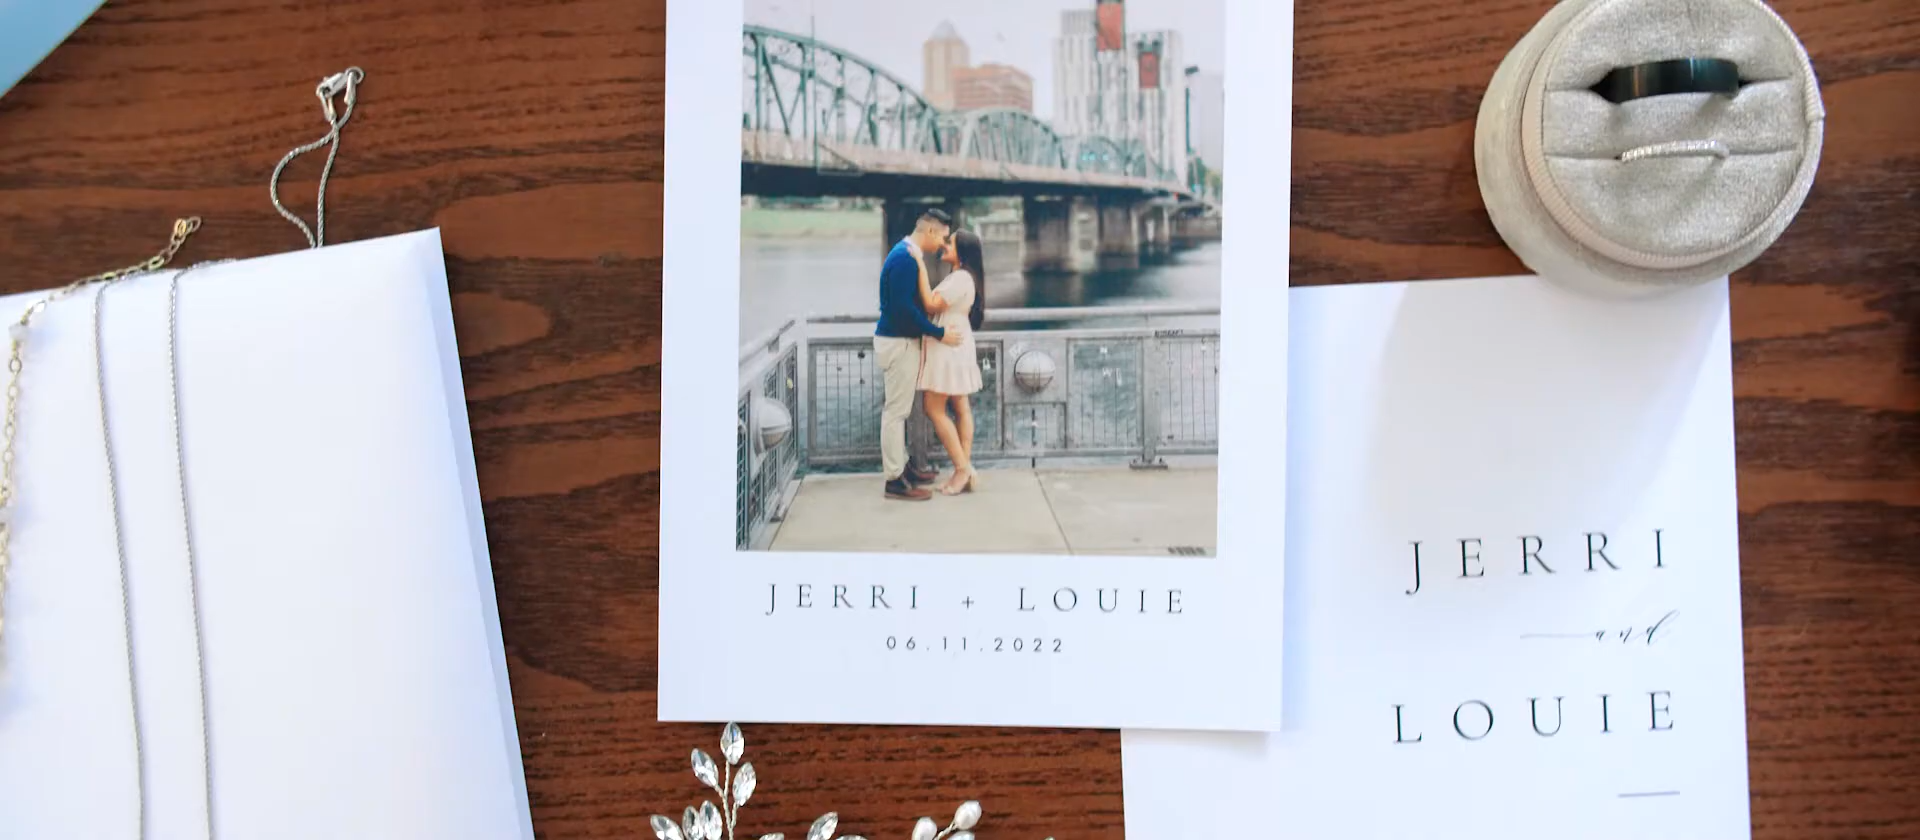 JERRI + LOUIE
06.11.2022
JERRI
and
LOUIE